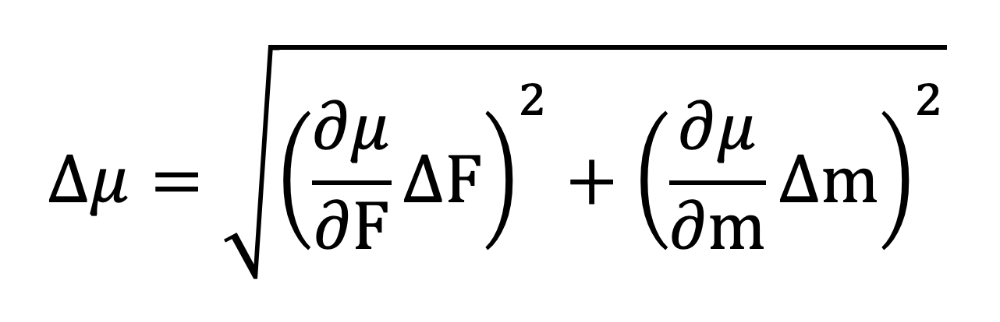 Δμ = √((∂μ/∂F ΔF)² + (∂μ/∂m Δm)²)